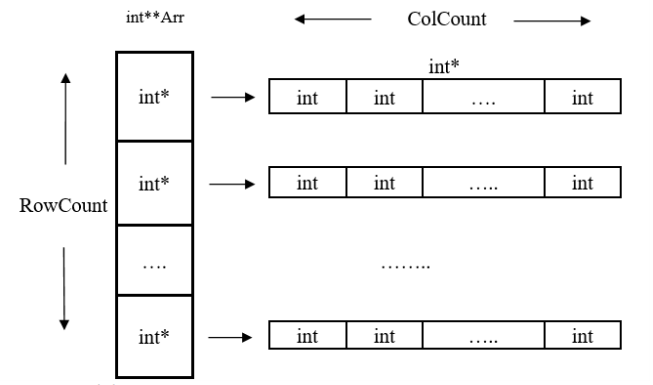 int**Arr
ColCount
int*
int* int int .... int
int* int int ..... int
RowCount
.... ........
int* int int ..... int